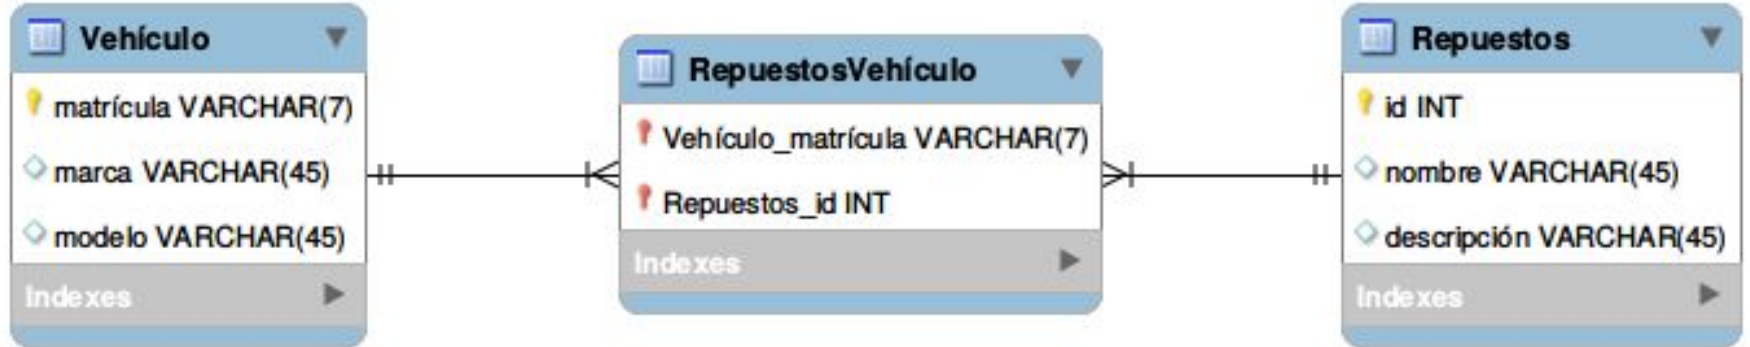 Vehículo
matrícula VARCHAR(7)
marca VARCHAR(45)
modelo VARCHAR(45)
Indexes
RepuestosVehículo
Vehículo_matrícula VARCHAR(7)
Repuestos_id INT
Indexes
Repuestos
id INT
nombre VARCHAR(45)
descripción VARCHAR(45)
Indexes